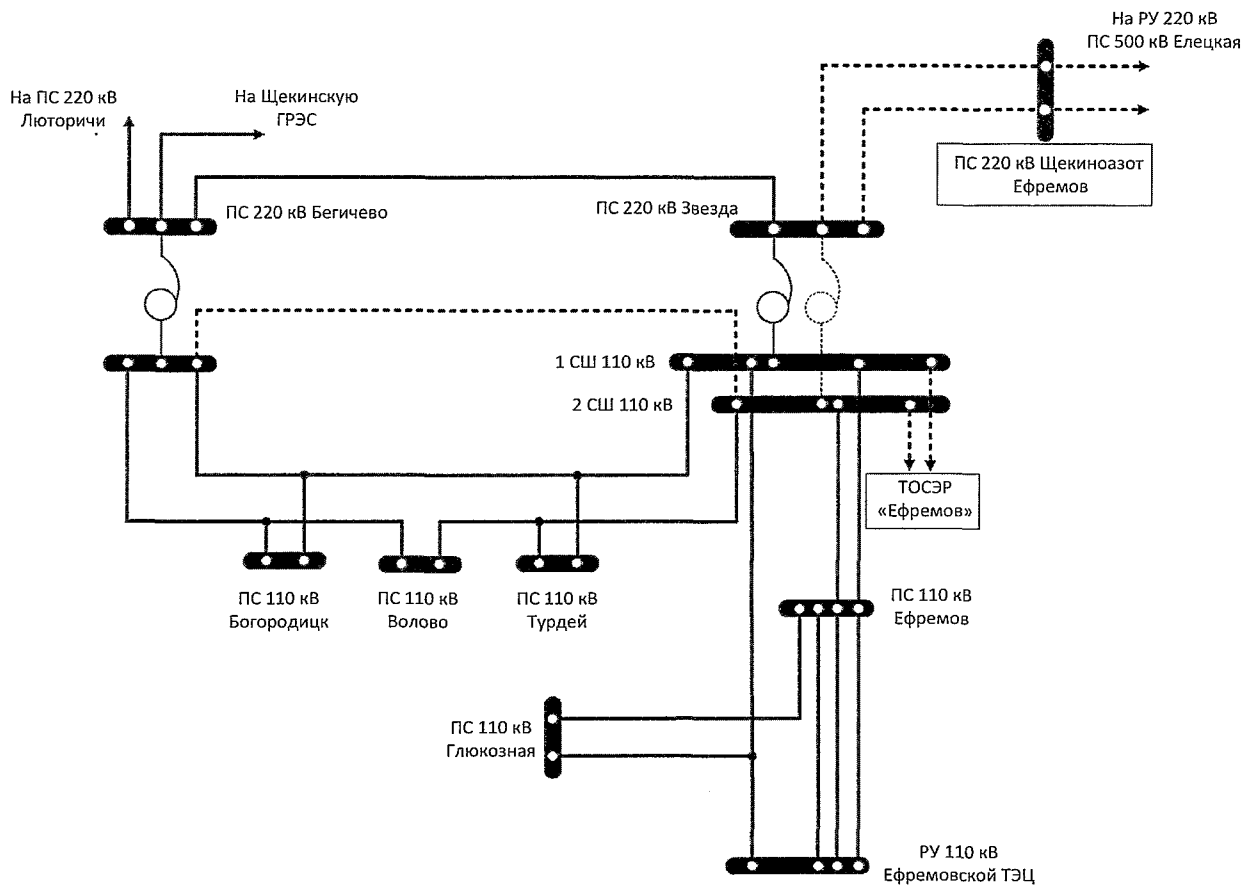 На РУ 220 кВ
ПС 500 кВ Елецкая
На ПС 220 кВ
Люторичи
На Щекинскую
ГРЭС
ПС 220 кВ Щекиноазот
Ефремов
ПС 220 кВ Бегичево
ПС 220 кВ Звезда
1 СШ 110 кВ
2 СШ 110 кВ
ТОСЭР
«Ефремов»
ПС 110 кВ
Богородицк
ПС 110 кВ
Волово
ПС 110 кВ
Турдей
ПС 110 кВ
Ефремов
ПС 110 кВ
Глюкозная
РУ 110 кВ
Ефремовской ТЭЦ